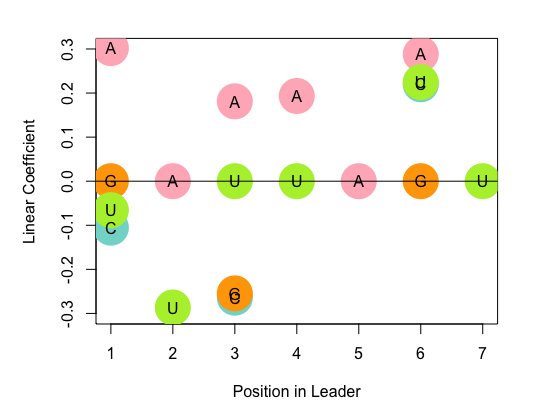 0.3
0.2
0.1
0.0
-0.1
-0.2
-0.3
Linear Coefficient
A
G
U
C
A
U
A
U
G
C
A
U
A
A
U
C
G
U
1 2 3 4 5 6 7
Position in Leader